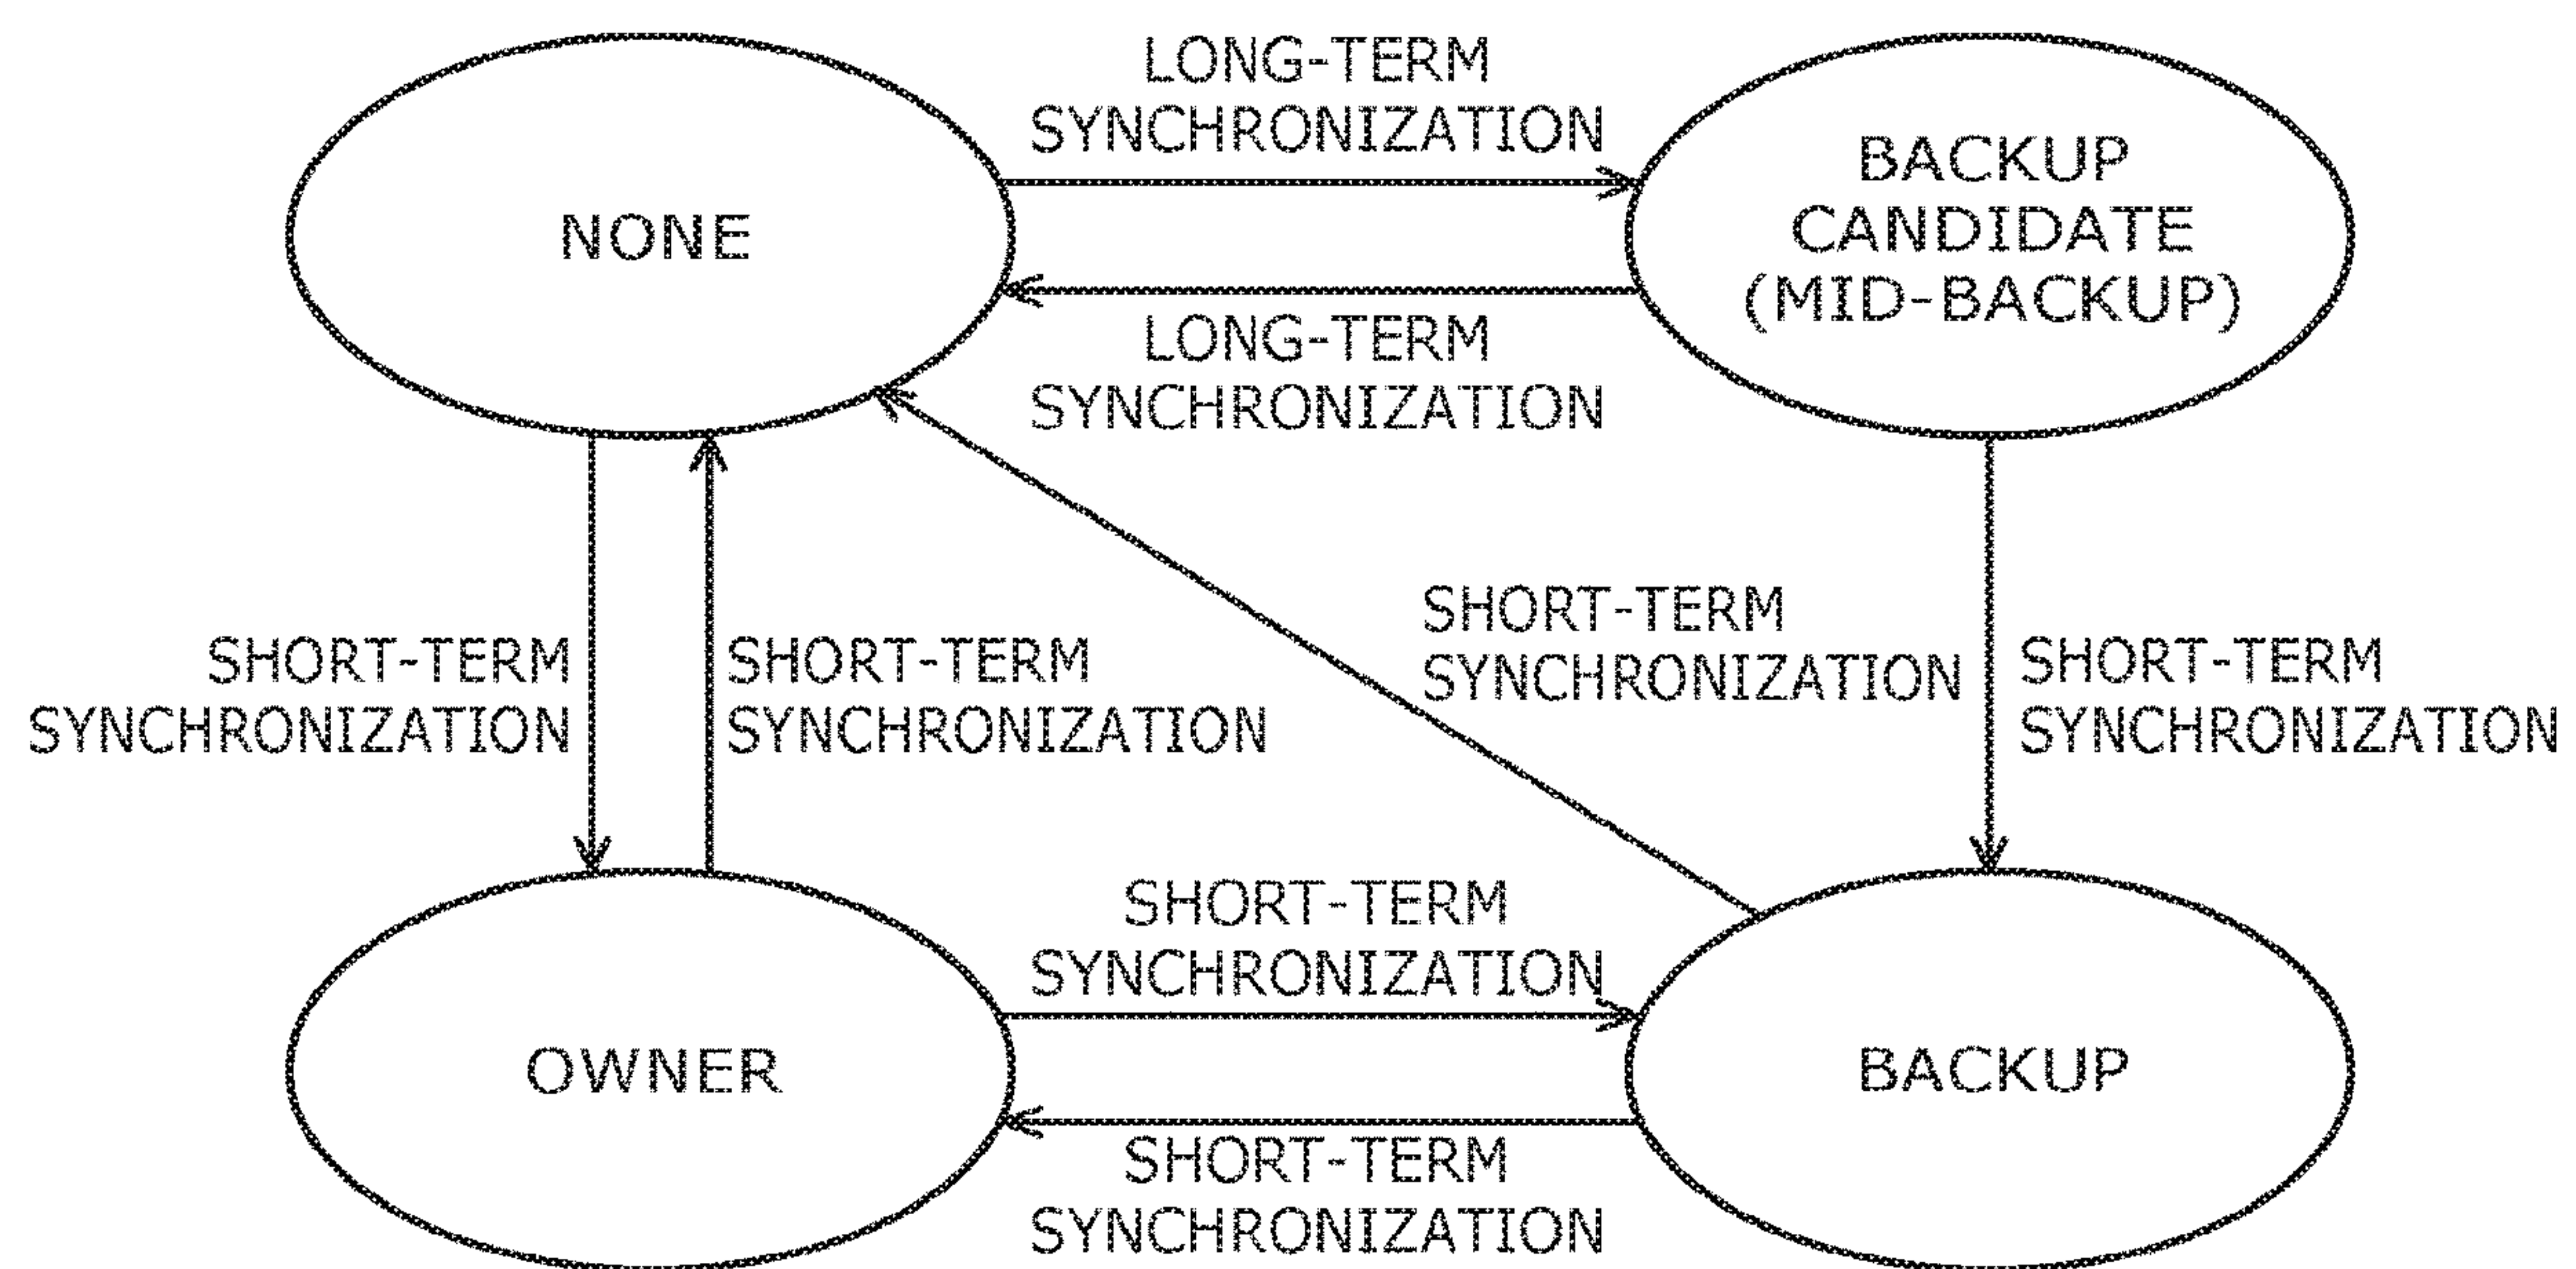 LONG-TERM
SYNCHRONIZATION
NONE
BACKUP
CANDIDATE
(MID-BACKUP)
LONG-TERM
SYNCHRONIZATION
SHORT-TERM
SYNCHRONIZATION
SHORT-TERM
SYNCHRONIZATION
SHORT-TERM
SYNCHRONIZATION
SHORT-TERM
SYNCHRONIZATION
SHORT-TERM
SYNCHRONIZATION
OWNER
BACKUP
SHORT-TERM
SYNCHRONIZATION